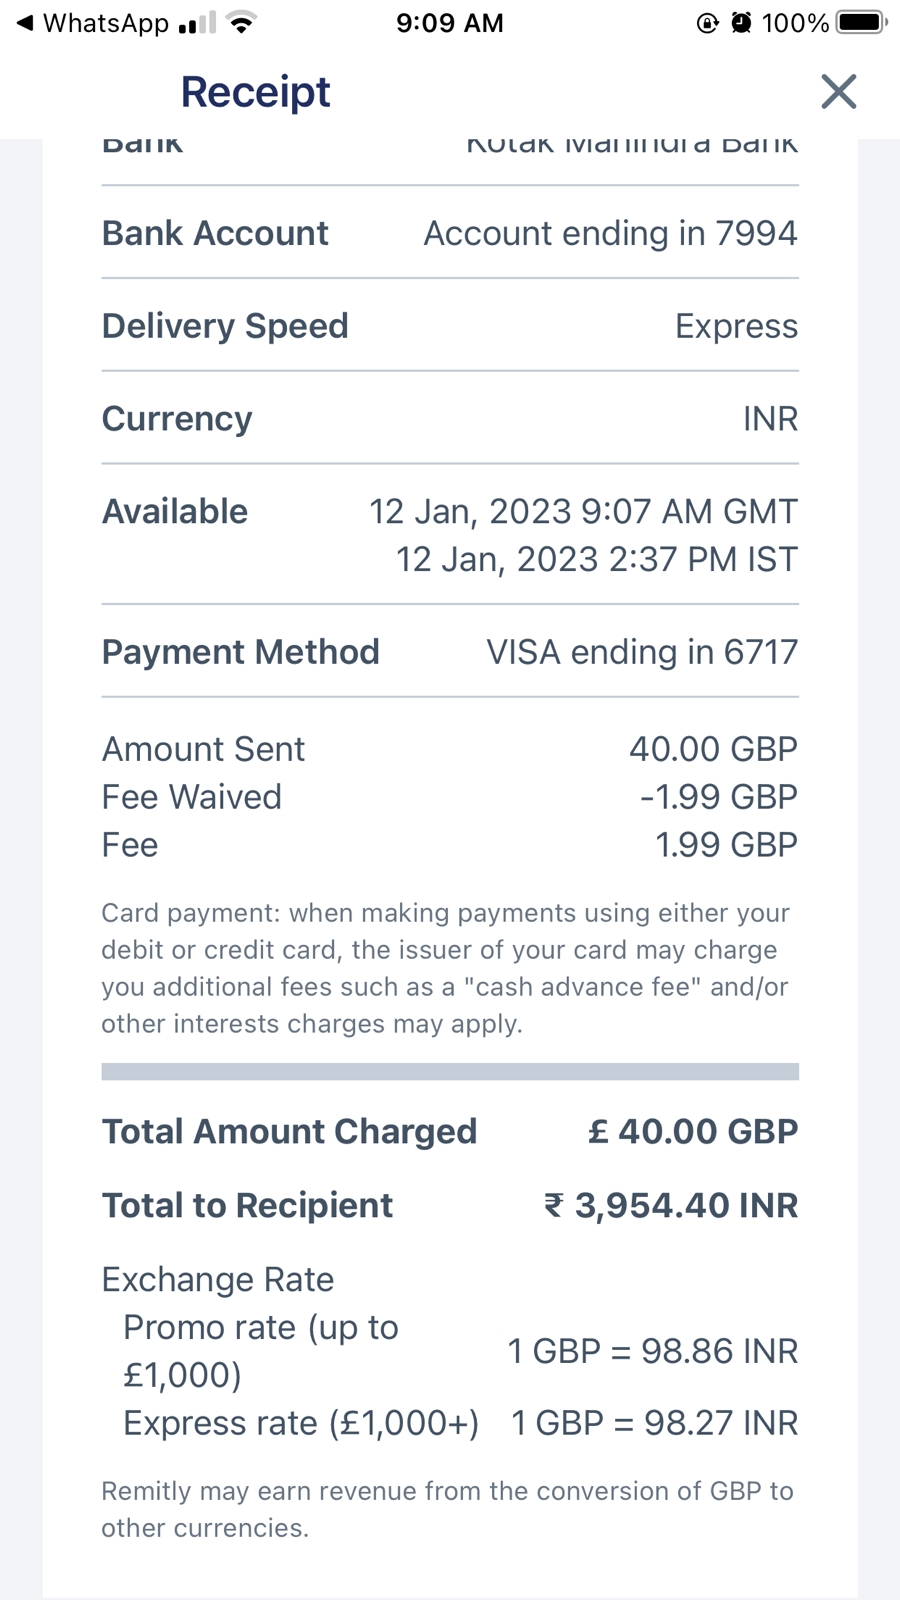 ◀ WhatsApp 9:09 AM 100%
Receipt
Bank Kotak Mahindra Bank
Bank Account Account ending in 7994
Delivery Speed Express
Currency INR
Available 12 Jan, 2023 9:07 AM GMT
12 Jan, 2023 2:37 PM IST
Payment Method VISA ending in 6717
Amount Sent 40.00 GBP
Fee Waived -1.99 GBP
Fee 1.99 GBP
Card payment: when making payments using either your
debit or credit card, the issuer of your card may charge
you additional fees such as a "cash advance fee" and/or
other interests charges may apply.
Total Amount Charged £ 40.00 GBP
Total to Recipient ₹ 3,954.40 INR
Exchange Rate
Promo rate (up to
£1,000) 1 GBP = 98.86 INR
Express rate (£1,000+) 1 GBP = 98.27 INR
Remitly may earn revenue from the conversion of GBP to
other currencies.